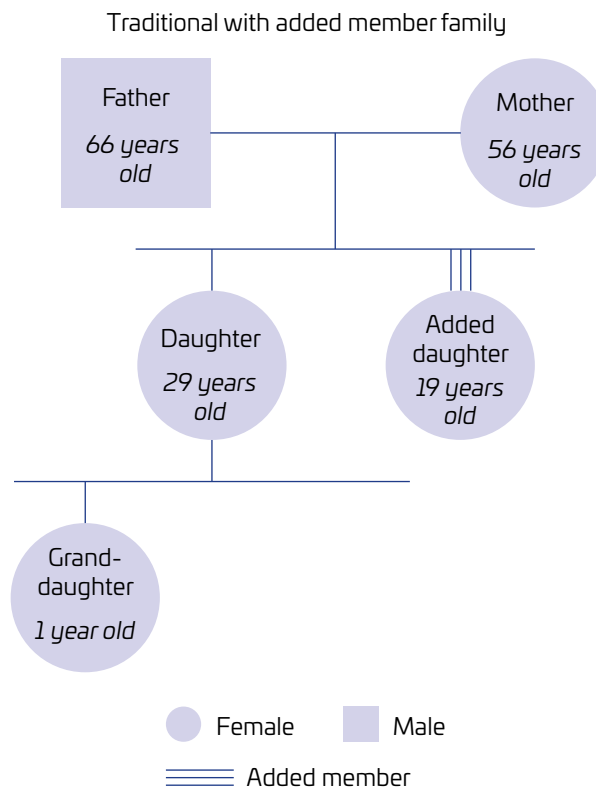 Traditional with added member family
Father
66 years
old
Mother
56 years
old
Daughter
29 years
old
Added
daughter
19 years
old
Grand-
daughter
1 year old
Female
Male
Added member